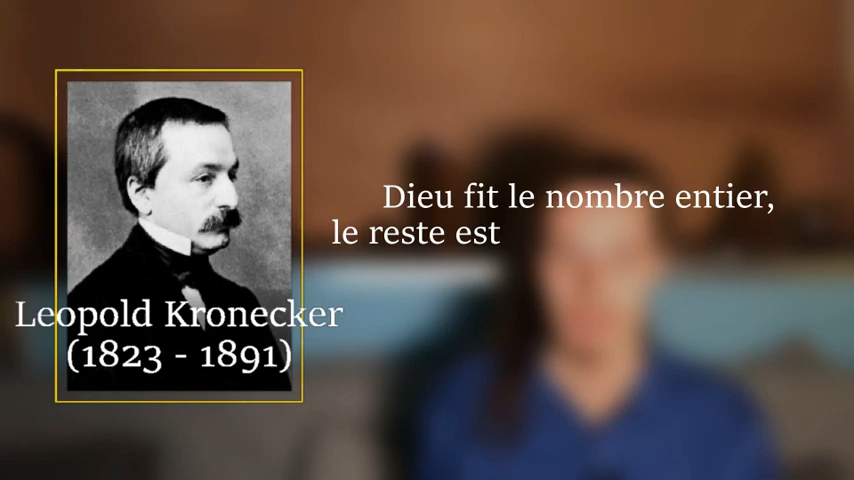 Leopold Kronecker
(1823 - 1891)
Dieu fit le nombre entier,
le reste est